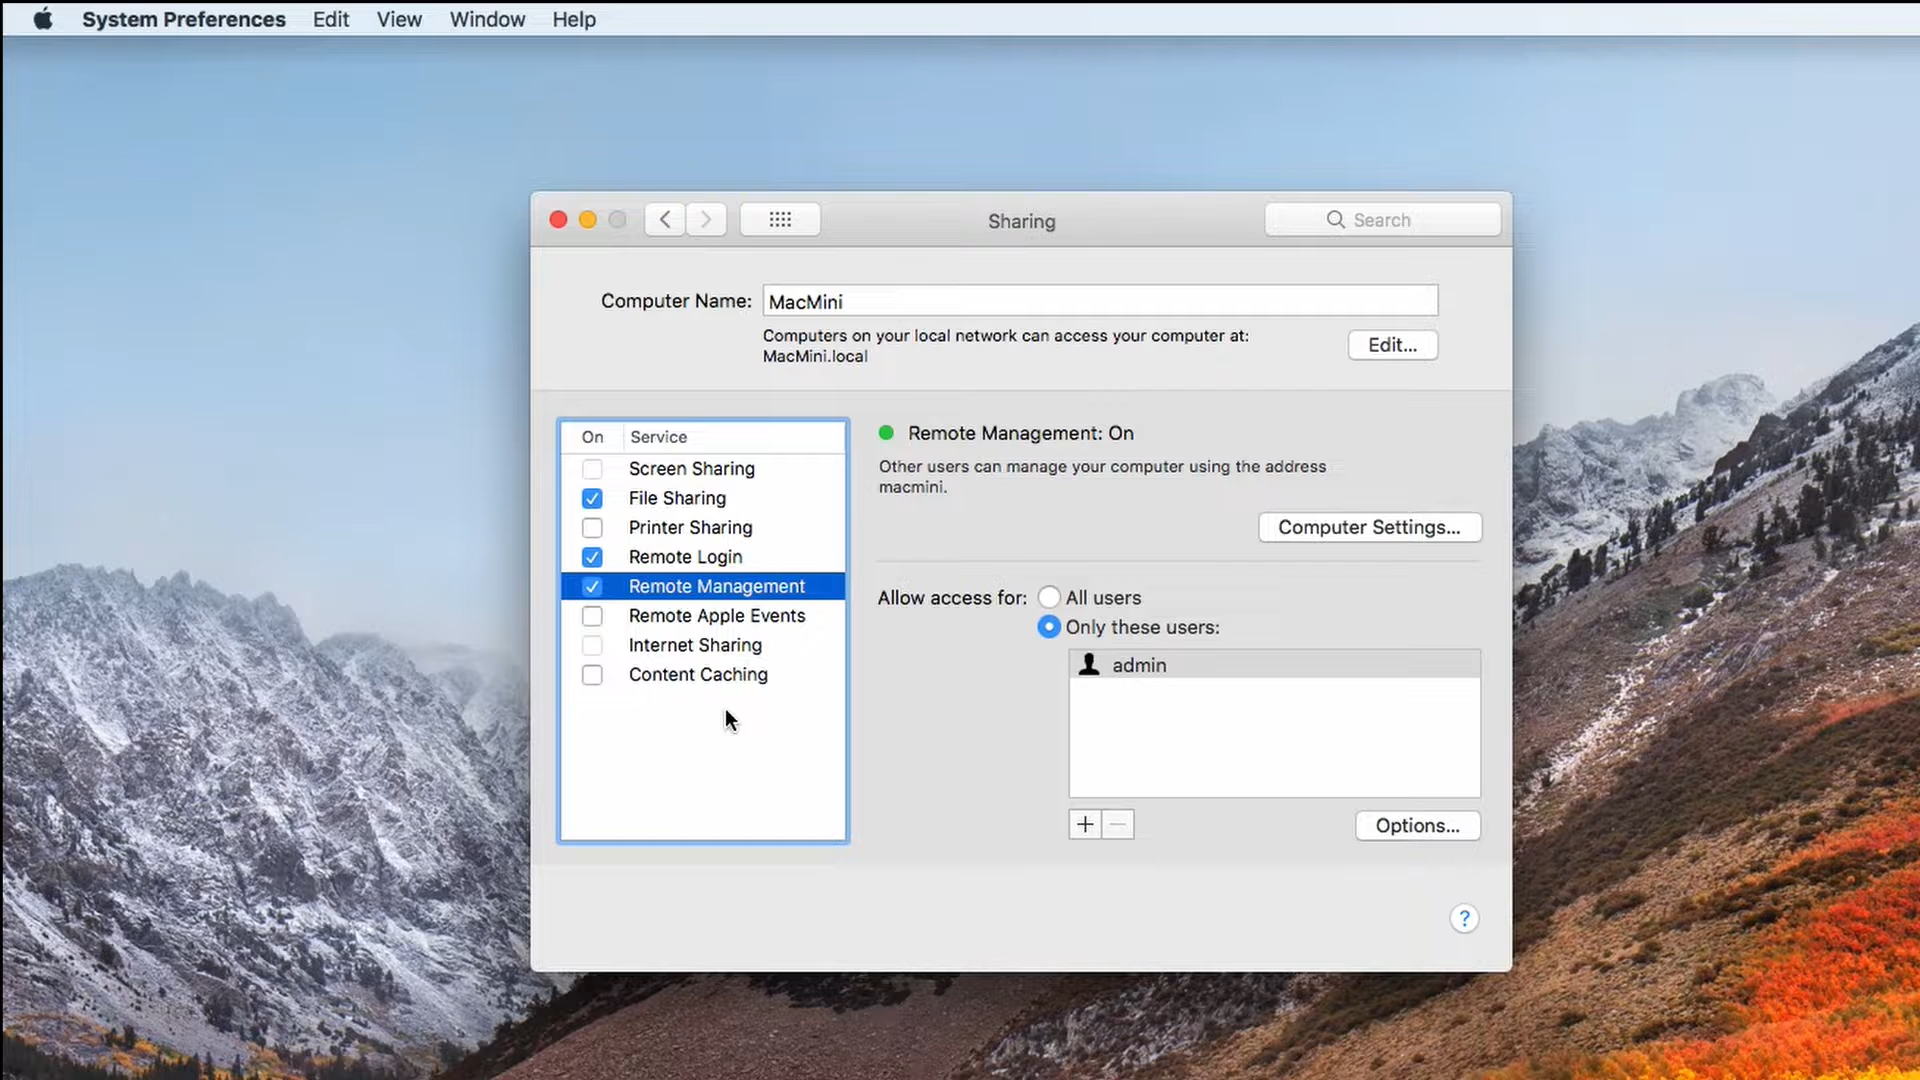 System Preferences Edit View Window Help
Sharing
Search
Computer Name: MacMini
Computers on your local network can access your computer at:
MacMini.local
Edit...
On Service
Screen Sharing
File Sharing
Printer Sharing
Remote Login
Remote Management
Remote Apple Events
Internet Sharing
Content Caching
Remote Management: On
Other users can manage your computer using the address
macmini.
Computer Settings...
Allow access for: All users
Only these users:
admin
+ −
Options...
?